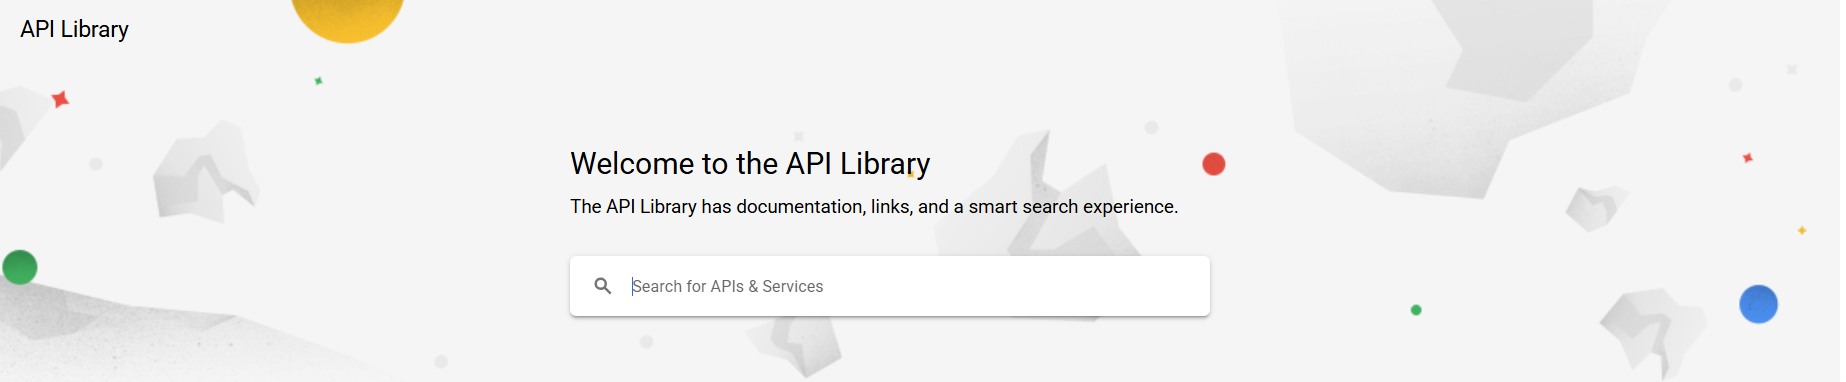 API Library
Welcome to the API Library
The API Library has documentation, links, and a smart search experience.
Search for APIs & Services